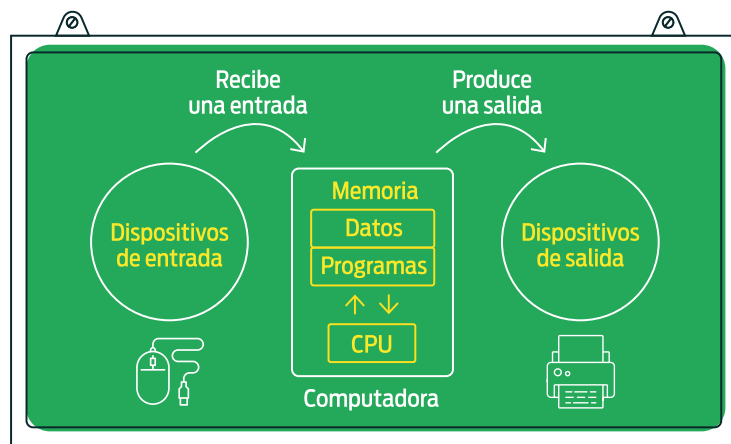 Recibe
una entrada
Produce
una salida
Dispositivos
de entrada
Memoria
Datos
Programas
CPU
Computadora
Dispositivos
de salida